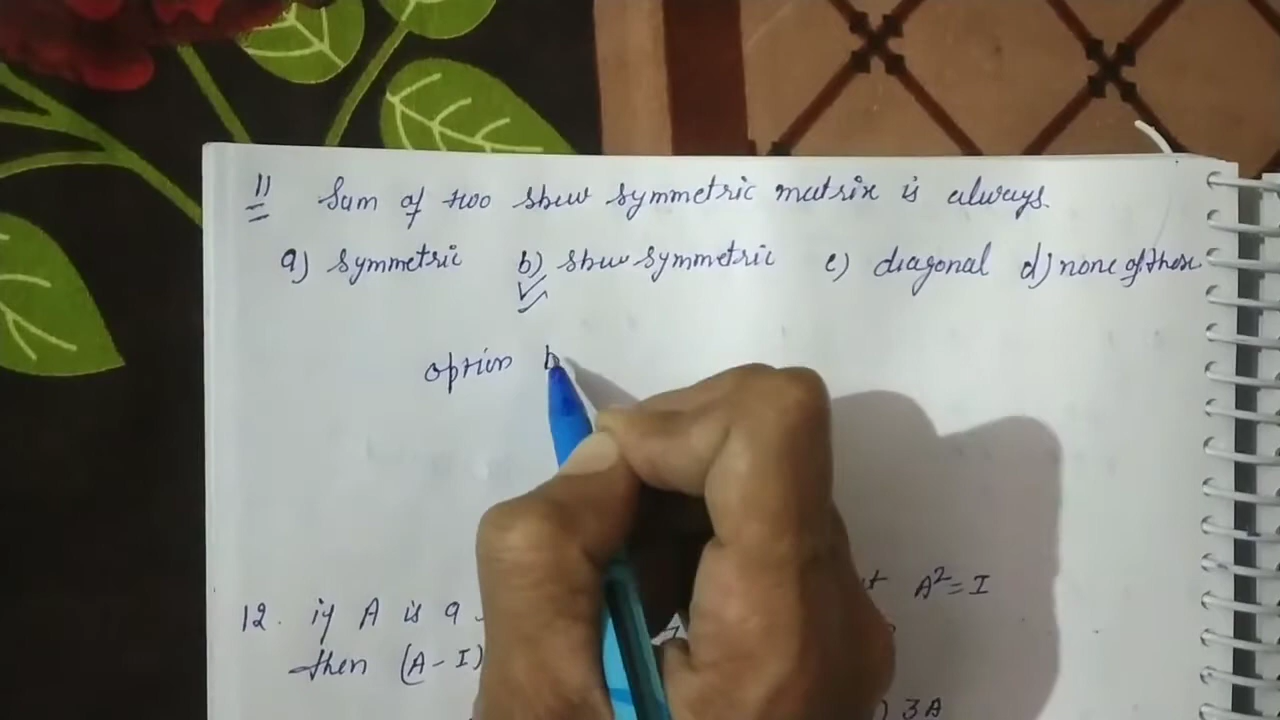 11 Sum of two skew symmetric matrix is always.
a) symmetric b) skew symmetric c) diagonal d) none of these.
option b
12. if A is a t A²=I
then (A-I)
) 3A